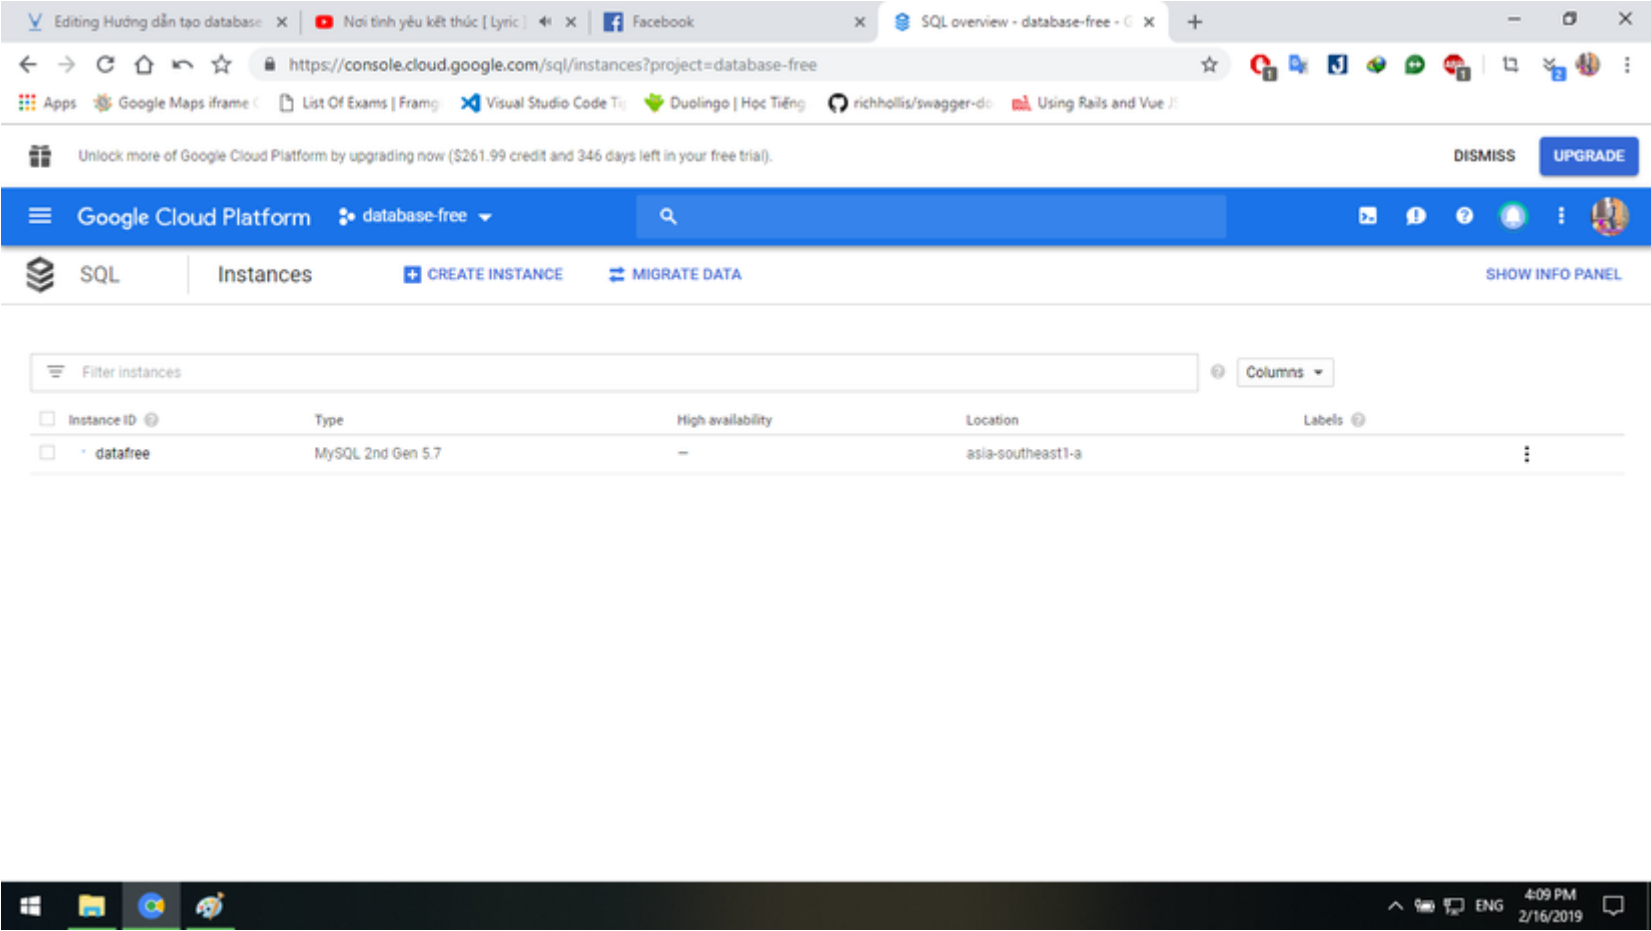 Editing Hướng dẫn tạo database
Nơi tình yêu kết thúc [ Lyric ]
Facebook
SQL overview - database-free - G
https://console.cloud.google.com/sql/instances?project=database-free
1
1
2
Apps
Google Maps iframe
List Of Exams | Framg
Visual Studio Code Ti
Duolingo | Học Tiếng
richhollis/swagger-do
Using Rails and Vue J
Unlock more of Google Cloud Platform by upgrading now ($261.99 credit and 346 days left in your free trial).
DISMISS
UPGRADE
Google Cloud Platform
database-free
SQL
Instances
CREATE INSTANCE
MIGRATE DATA
SHOW INFO PANEL
Filter instances
Columns
Instance ID
Type
High availability
Location
Labels
datafree
MySQL 2nd Gen 5.7
—
asia-southeast1-a
ENG
4:09 PM
2/16/2019